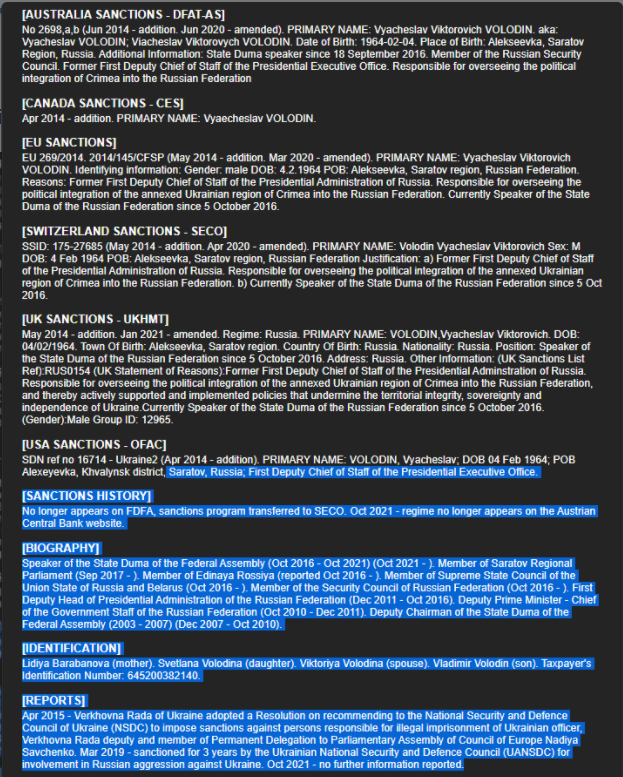 [AUSTRALIA SANCTIONS - DFAT-AS]
No 2698,a,b (Jun 2014 - addition. Jun 2020 - amended). PRIMARY NAME: Vyacheslav Viktorovich VOLODIN. aka:
Vyacheslav VOLODIN; Viacheslav Viktorovych VOLODIN. Date of Birth: 1964-02-04. Place of Birth: Alekseevka, Saratov
Region, Russia. Additional Information: State Duma speaker since 18 September 2016. Member of the Russian Security
Council. Former First Deputy Chief of Staff of the Presidential Executive Office. Responsible for overseeing the political
integration of Crimea into the Russian Federation
[CANADA SANCTIONS - CES]
Apr 2014 - addition. PRIMARY NAME: Vyaecheslav VOLODIN.
[EU SANCTIONS]
EU 269/2014. 2014/145/CFSP (May 2014 - addition. Mar 2020 - amended). PRIMARY NAME: Vyacheslav Viktorovich
VOLODIN. Identifying information: Gender: male DOB: 4.2.1964 POB: Alekseevka, Saratov region, Russian Federation.
Reasons: Former First Deputy Chief of Staff of the Presidential Administration of Russia. Responsible for overseeing the
political integration of the annexed Ukrainian region of Crimea into the Russian Federation. Currently Speaker of the State
Duma of the Russian Federation since 5 October 2016.
[SWITZERLAND SANCTIONS - SECO]
SSID: 175-27685 (May 2014 - addition. Apr 2020 - amended). PRIMARY NAME: Volodin Vyacheslav Viktorovich Sex: M
DOB: 4 Feb 1964 POB: Alekseevka, Saratov region, Russian Federation Justification: a) Former First Deputy Chief of Staff
of the Presidential Administration of Russia. Responsible for overseeing the political integration of the annexed Ukrainian
region of Crimea into the Russian Federation. b) Currently Speaker of the State Duma of the Russian Federation since 5 Oct
2016.
[UK SANCTIONS - UKHMT]
May 2014 - addition. Jan 2021 - amended. Regime: Russia. PRIMARY NAME: VOLODIN,Vyacheslav Viktorovich. DOB:
04/02/1964. Town Of Birth: Alekseevka, Saratov region. Country Of Birth: Russia. Nationality: Russia. Position: Speaker of
the State Duma of the Russian Federation since 5 October 2016. Address: Russia. Other Information: (UK Sanctions List
Ref):RUS0154 (UK Statement of Reasons):Former First Deputy Chief of Staff of the Presidential Administration of Russia.
Responsible for overseeing the political integration of the annexed Ukrainian region of Crimea into the Russian Federation,
and thereby actively supported and implemented policies that undermine the territorial integrity, sovereignty and
independence of Ukraine.Currently Speaker of the State Duma of the Russian Federation since 5 October 2016.
(Gender):Male Group ID: 12965.
[USA SANCTIONS - OFAC]
SDN ref no 16714 - Ukraine2 (Apr 2014 - addition). PRIMARY NAME: VOLODIN, Vyacheslav; DOB 04 Feb 1964; POB
Alexeyevka, Khvalynsk district, Saratov, Russia; First Deputy Chief of Staff of the Presidential Executive Office.
[SANCTIONS HISTORY]
No longer appears on FDFA, sanctions program transferred to SECO. Oct 2021 - regime no longer appears on the Austrian
Central Bank website.
[BIOGRAPHY]
Speaker of the State Duma of the Federal Assembly (Oct 2016 - Oct 2021) (Oct 2021 - ). Member of Saratov Regional
Parliament (Sep 2017 - ). Member of Edinaya Rossiya (reported Oct 2016 - ). Member of Supreme State Council of the
Union State of Russia and Belarus (Oct 2016 - ). Member of the Security Council of Russian Federation (Oct 2016 - ). First
Deputy Head of Presidential Administration of the Russian Federation (Dec 2011 - Oct 2016). Deputy Prime Minister - Chief
of the Government Staff of the Russian Federation (Oct 2010 - Dec 2011). Deputy Chairman of the State Duma of the
Federal Assembly (2003 - 2007) (Dec 2007 - Oct 2010).
[IDENTIFICATION]
Lidiya Barabanova (mother). Svetlana Volodina (daughter). Viktoriya Volodina (spouse). Vladimir Volodin (son). Taxpayer's
Identification Number: 645200382140.
[REPORTS]
Apr 2015 - Verkhovna Rada of Ukraine adopted a Resolution on recommending to the National Security and Defence
Council of Ukraine (NSDC) to impose sanctions against persons responsible for illegal imprisonment of Ukrainian officer,
Verkhovna Rada deputy and member of Permanent Delegation to Parliamentary Assembly of Council of Europe Nadiya
Savchenko. Mar 2019 - sanctioned for 3 years by the Ukrainian National Security and Defence Council (UANSDC) for
involvement in Russian aggression against Ukraine. Oct 2021 - no further information reported.